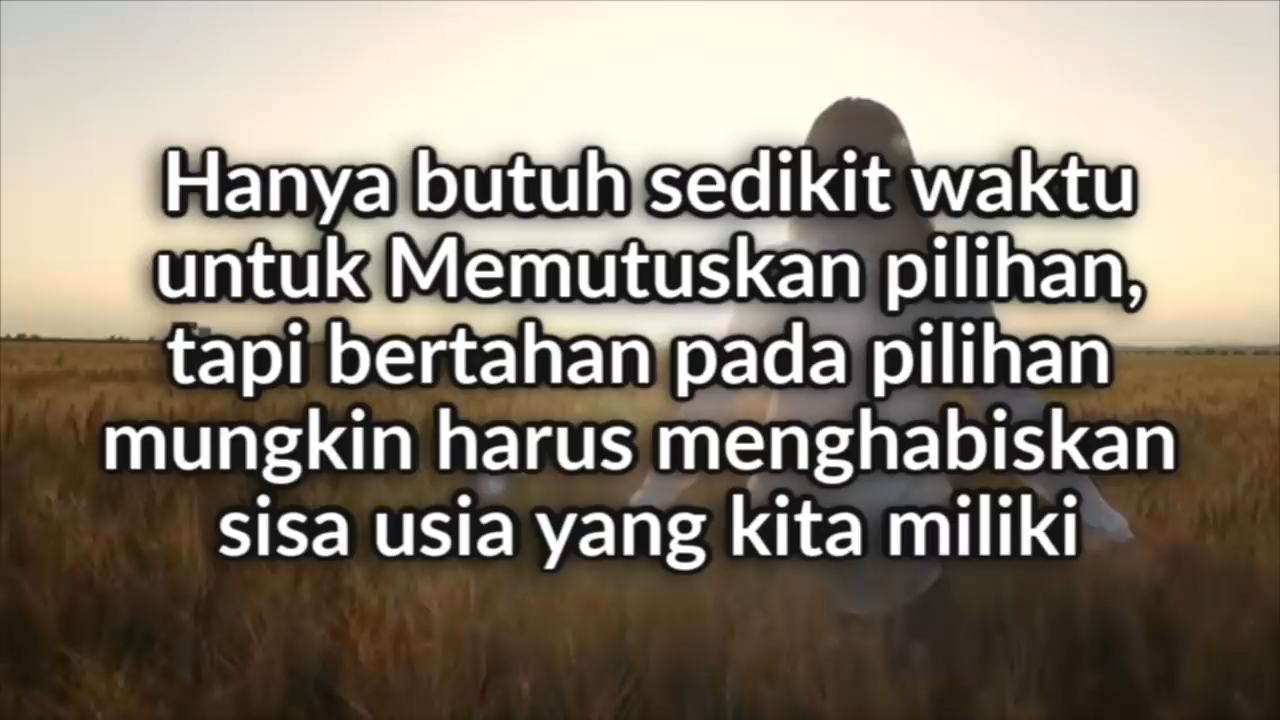 Hanya butuh sedikit waktu
untuk Memutuskan pilihan,
tapi bertahan pada pilihan
mungkin harus menghabiskan
sisa usia yang kita miliki